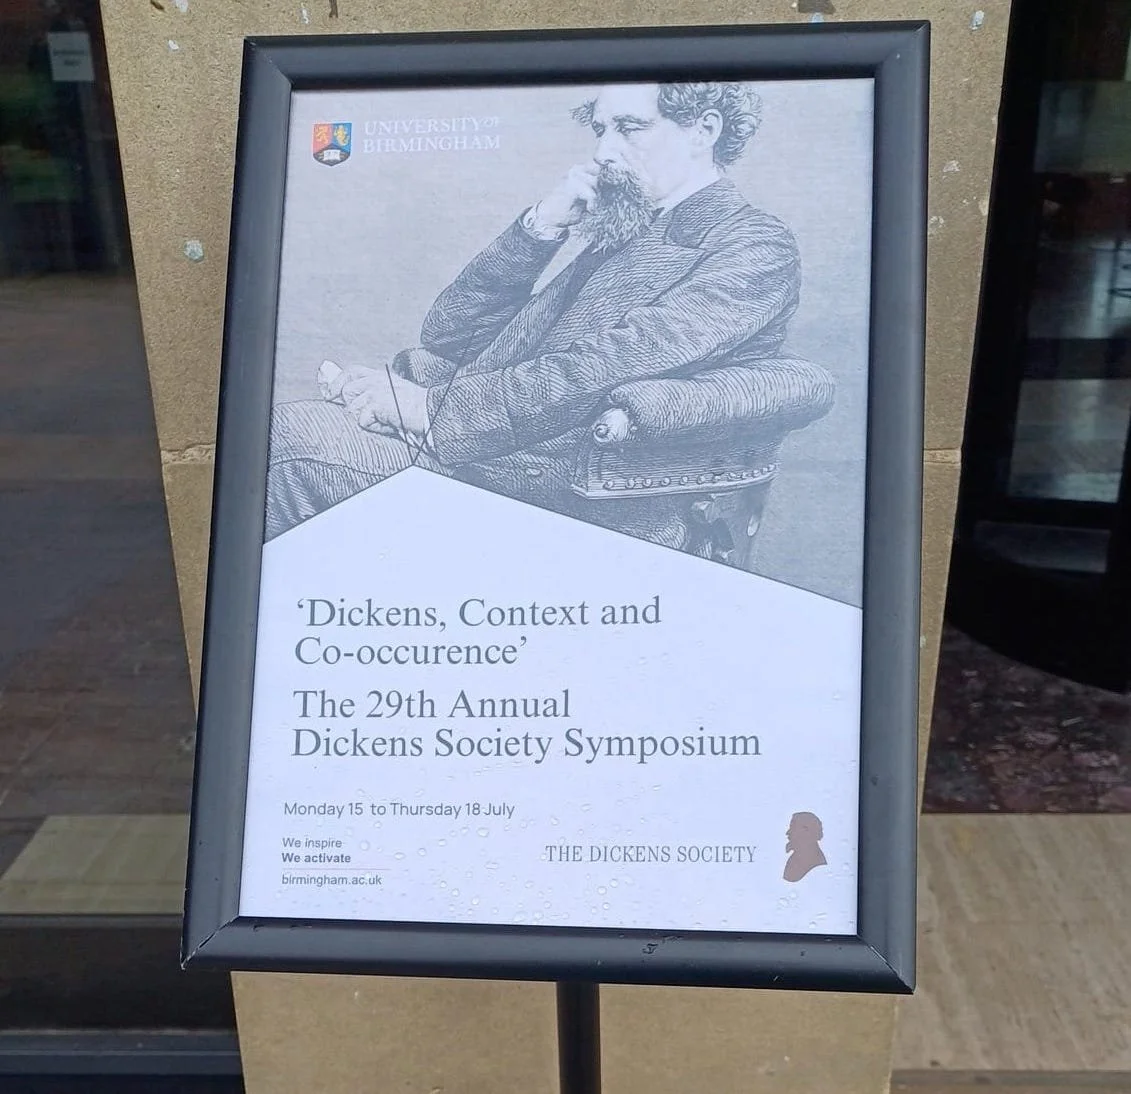 UNIVERSITY OF
BIRMINGHAM
‘Dickens, Context and
Co-occurence’
The 29th Annual
Dickens Society Symposium
Monday 15 to Thursday 18 July
We inspire
We activate
birmingham.ac.uk
THE DICKENS SOCIETY